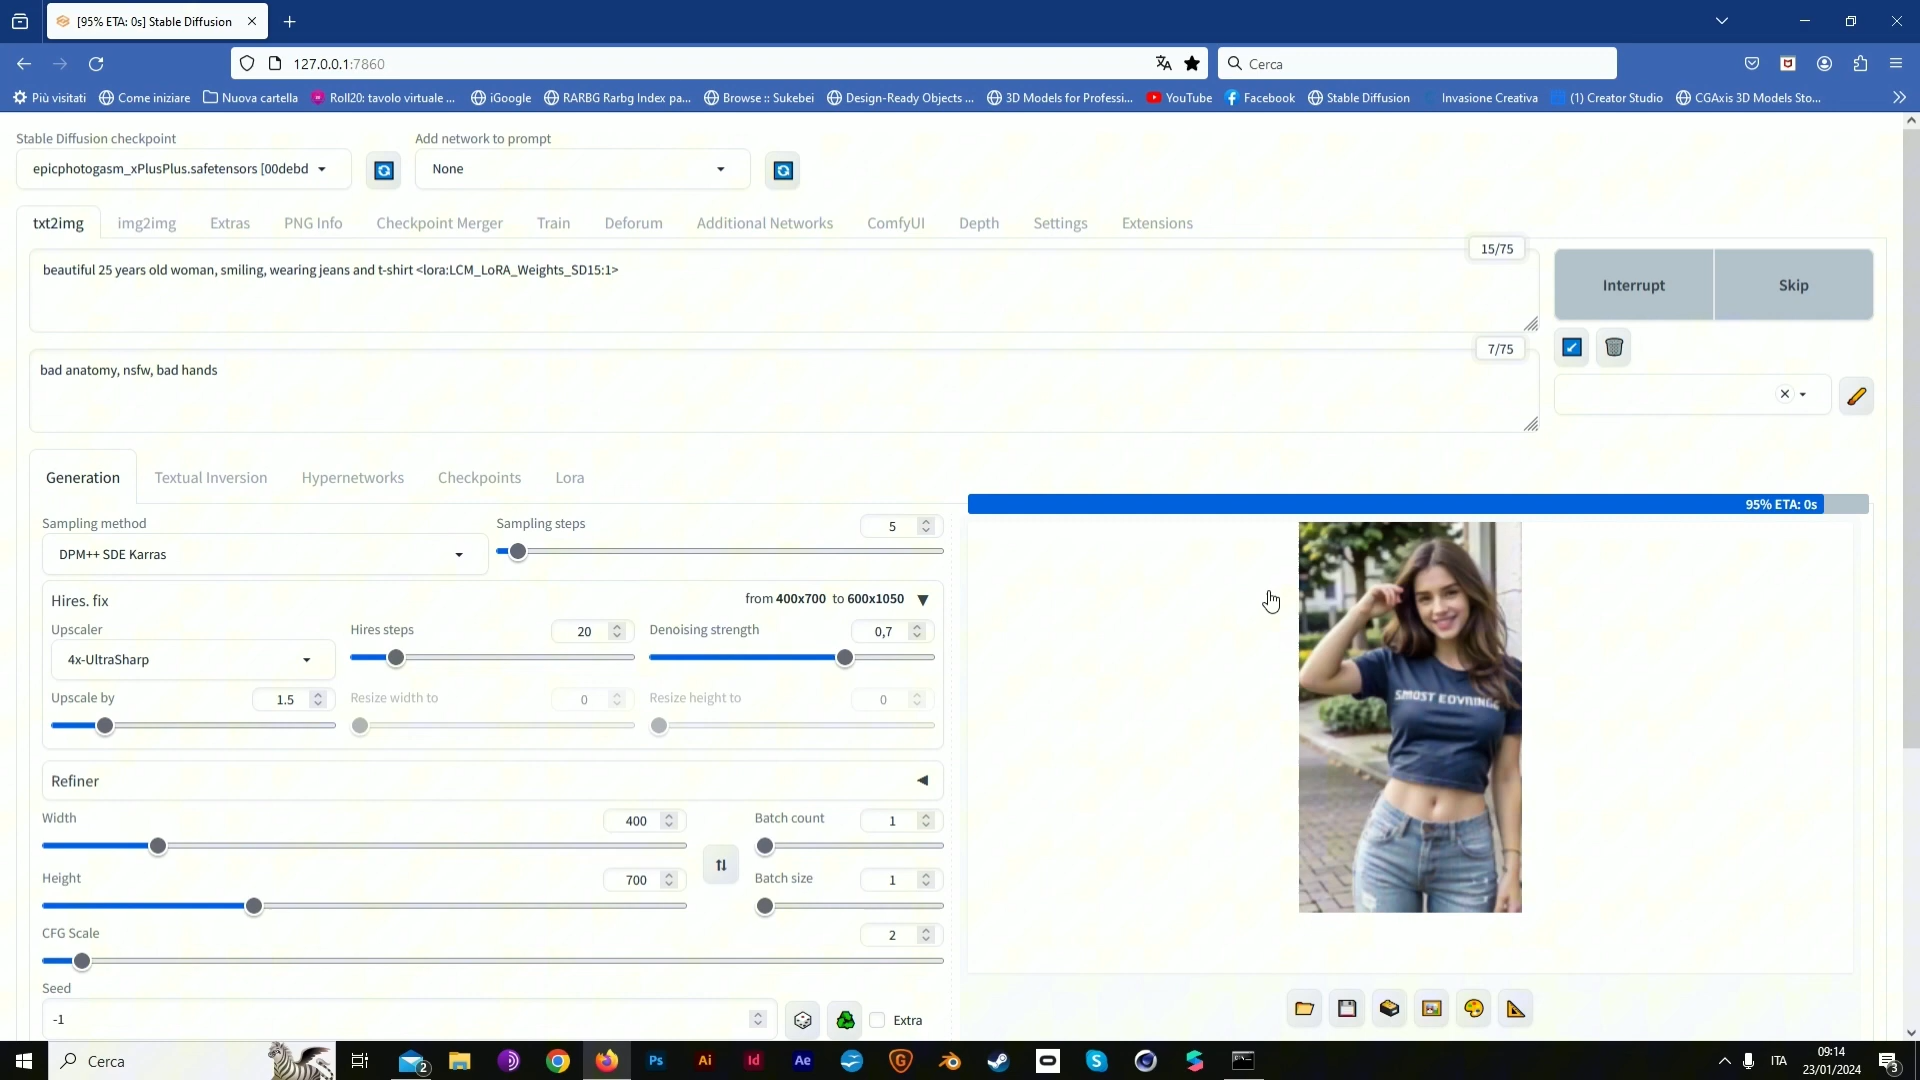 [95% ETA: 0s] Stable Diffusion
127.0.0.1:7860
Cerca
Più visitati
Come iniziare
Nuova cartella
Roll20: tavolo virtuale ...
iGoogle
RARBG Rarbg Index pa...
Browse :: Sukebei
Design-Ready Objects ...
3D Models for Professi...
YouTube
Facebook
Stable Diffusion
Invasione Creativa
(1) Creator Studio
CGAxis 3D Models Sto...
Stable Diffusion checkpoint
Add network to prompt
epicphotogasm_xPlusPlus.safetensors [00debd
None
txt2img
img2img
Extras
PNG Info
Checkpoint Merger
Train
Deforum
Additional Networks
ComfyUI
Depth
Settings
Extensions
15/75
beautiful 25 years old woman, smiling, wearing jeans and t-shirt <lora:LCM_LoRA_Weights_SD15:1>
Interrupt
Skip
7/75
bad anatomy, nsfw, bad hands
Generation
Textual Inversion
Hypernetworks
Checkpoints
Lora
95% ETA: 0s
Sampling method
Sampling steps
5
DPM++ SDE Karras
Hires. fix
from 400x700 to 600x1050
Upscaler
Hires steps
20
Denoising strength
0,7
4x-UltraSharp
Upscale by
1.5
Resize width to
0
Resize height to
0
SMOST EOVRINGS
Refiner
Width
400
Batch count
1
Height
700
Batch size
1
CFG Scale
2
Seed
-1
Extra
Cerca
2
Ps
Ai
Id
Ae
ITA
09:14
23/01/2024
3